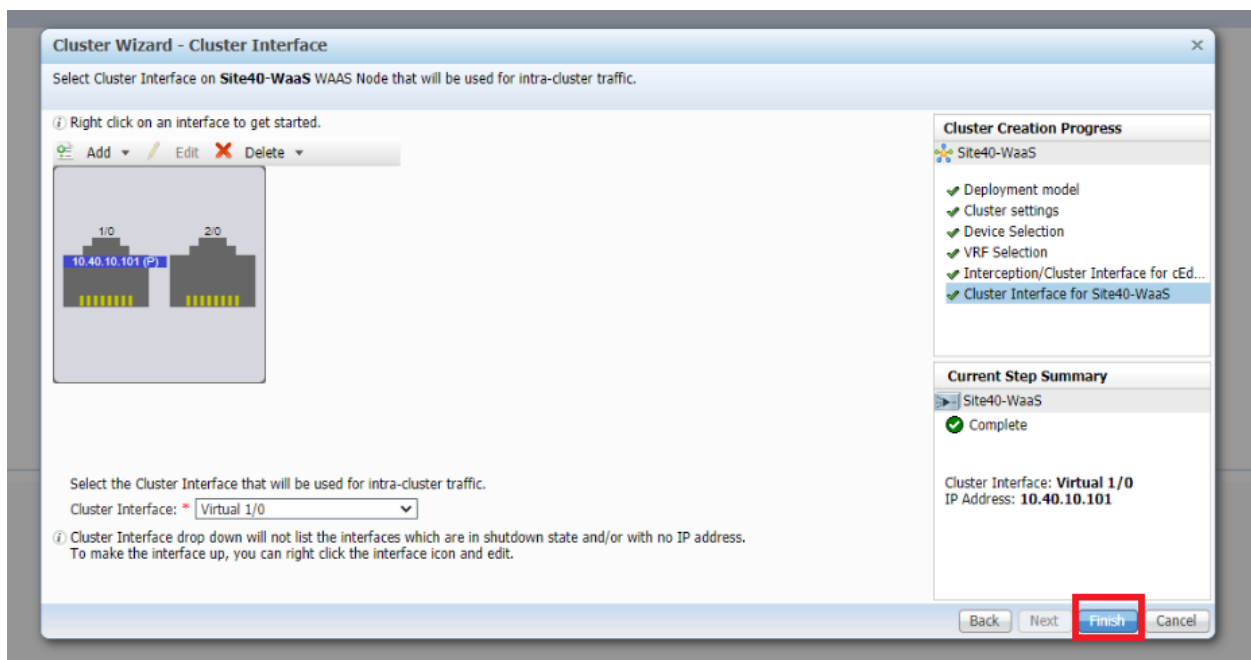 Cluster Wizard - Cluster Interface
Select Cluster Interface on Site40-WaaS WAAS Node that will be used for intra-cluster traffic.
Right click on an interface to get started.
Add Edit Delete
1/0 2/0
10.40.10.101 (P)
Select the Cluster Interface that will be used for intra-cluster traffic.
Cluster Interface: * Virtual 1/0
Cluster Interface drop down will not list the interfaces which are in shutdown state and/or with no IP address.
To make the interface up, you can right click the interface icon and edit.
Cluster Creation Progress
Site40-WaaS
Deployment model
Cluster settings
Device Selection
VRF Selection
Interception/Cluster Interface for cEd...
Cluster Interface for Site40-WaaS
Current Step Summary
Site40-WaaS
Complete
Cluster Interface: Virtual 1/0
IP Address: 10.40.10.101
Back Next Finish Cancel